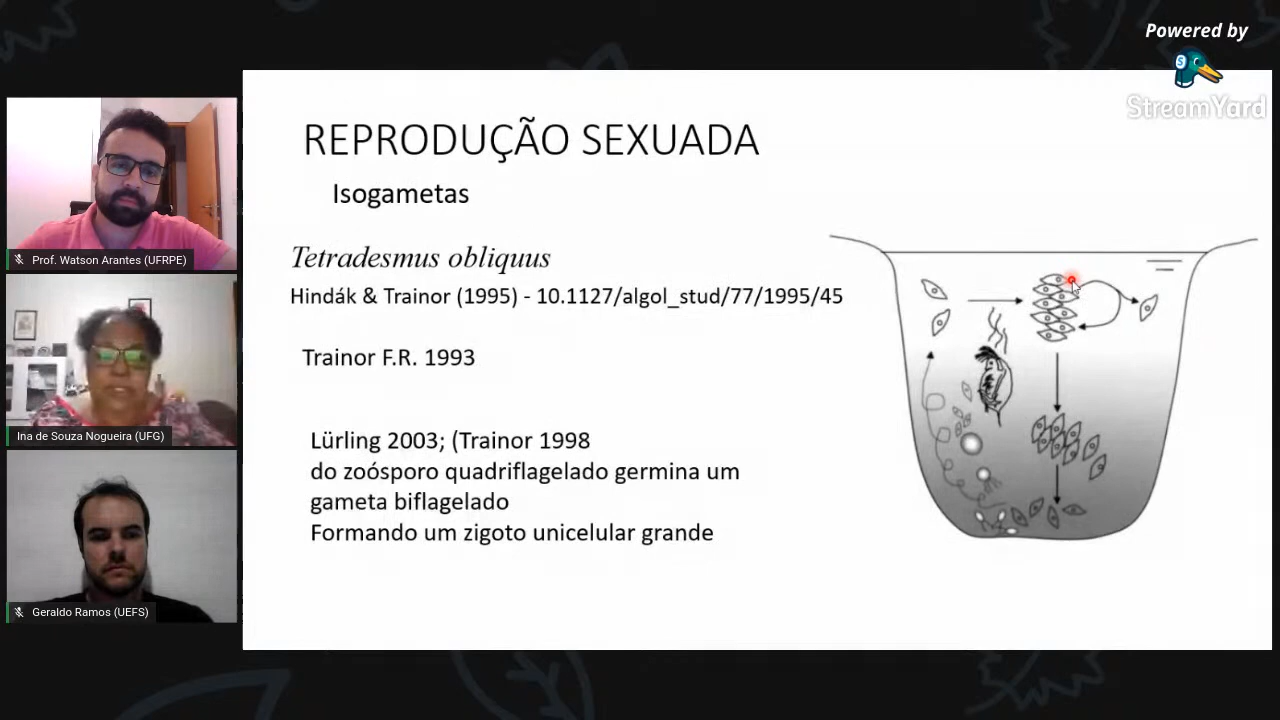 Powered by
StreamYard
REPRODUÇÃO SEXUADA
Isogametas
Tetradesmus obliquus
Hindák & Trainor (1995) - 10.1127/algol_stud/77/1995/45
Trainor F.R. 1993
Lürling 2003; (Trainor 1998
do zoósporo quadriflagelado germina um
gameta biflagelado
Formando um zigoto unicelular grande
Prof. Watson Arantes (UFRPE)
Ina de Souza Nogueira (UFG)
Geraldo Ramos (UEFS)